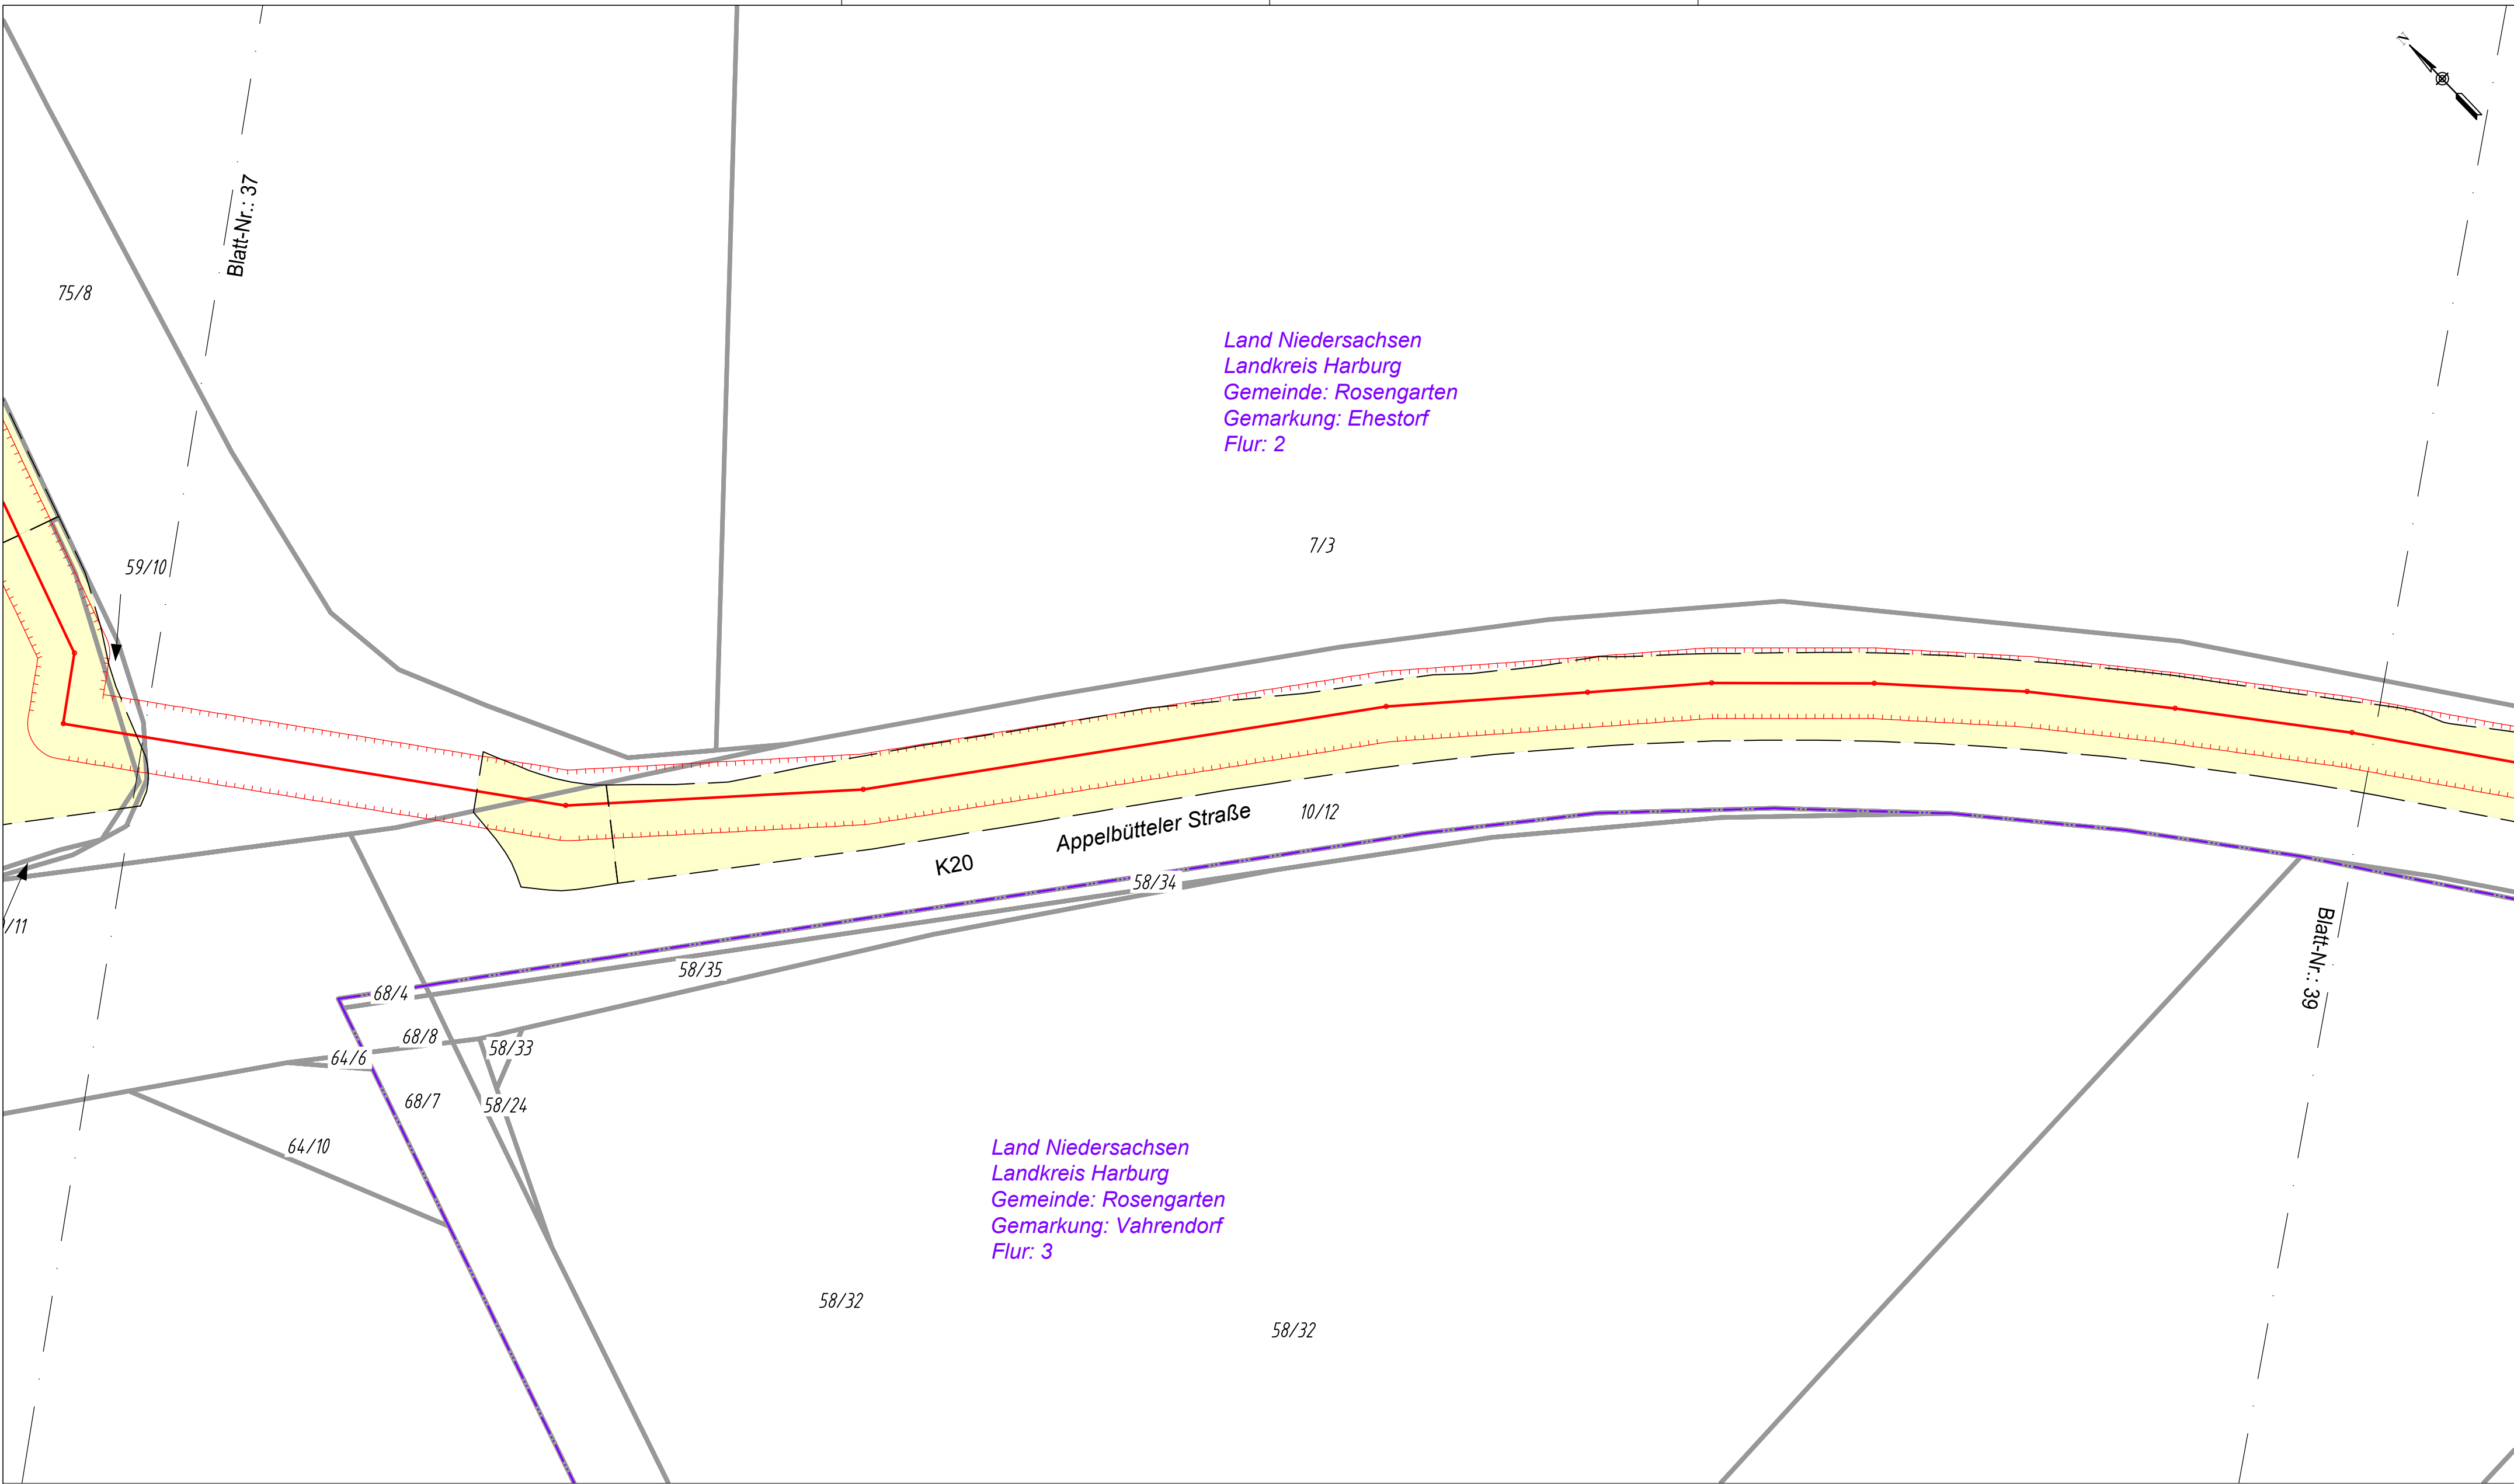 N
Blatt-Nr.: 37
75/8
Land Niedersachsen
Landkreis Harburg
Gemeinde: Rosengarten
Gemarkung: Ehestorf
Flur: 2
7/3
59/10
10/12
Appelbütteler Straße
K20
58/34
/11
58/35
68/4
68/8
58/33
64/6
68/7
58/24
64/10
Blatt-Nr.: 39
Land Niedersachsen
Landkreis Harburg
Gemeinde: Rosengarten
Gemarkung: Vahrendorf
Flur: 3
58/32
58/32